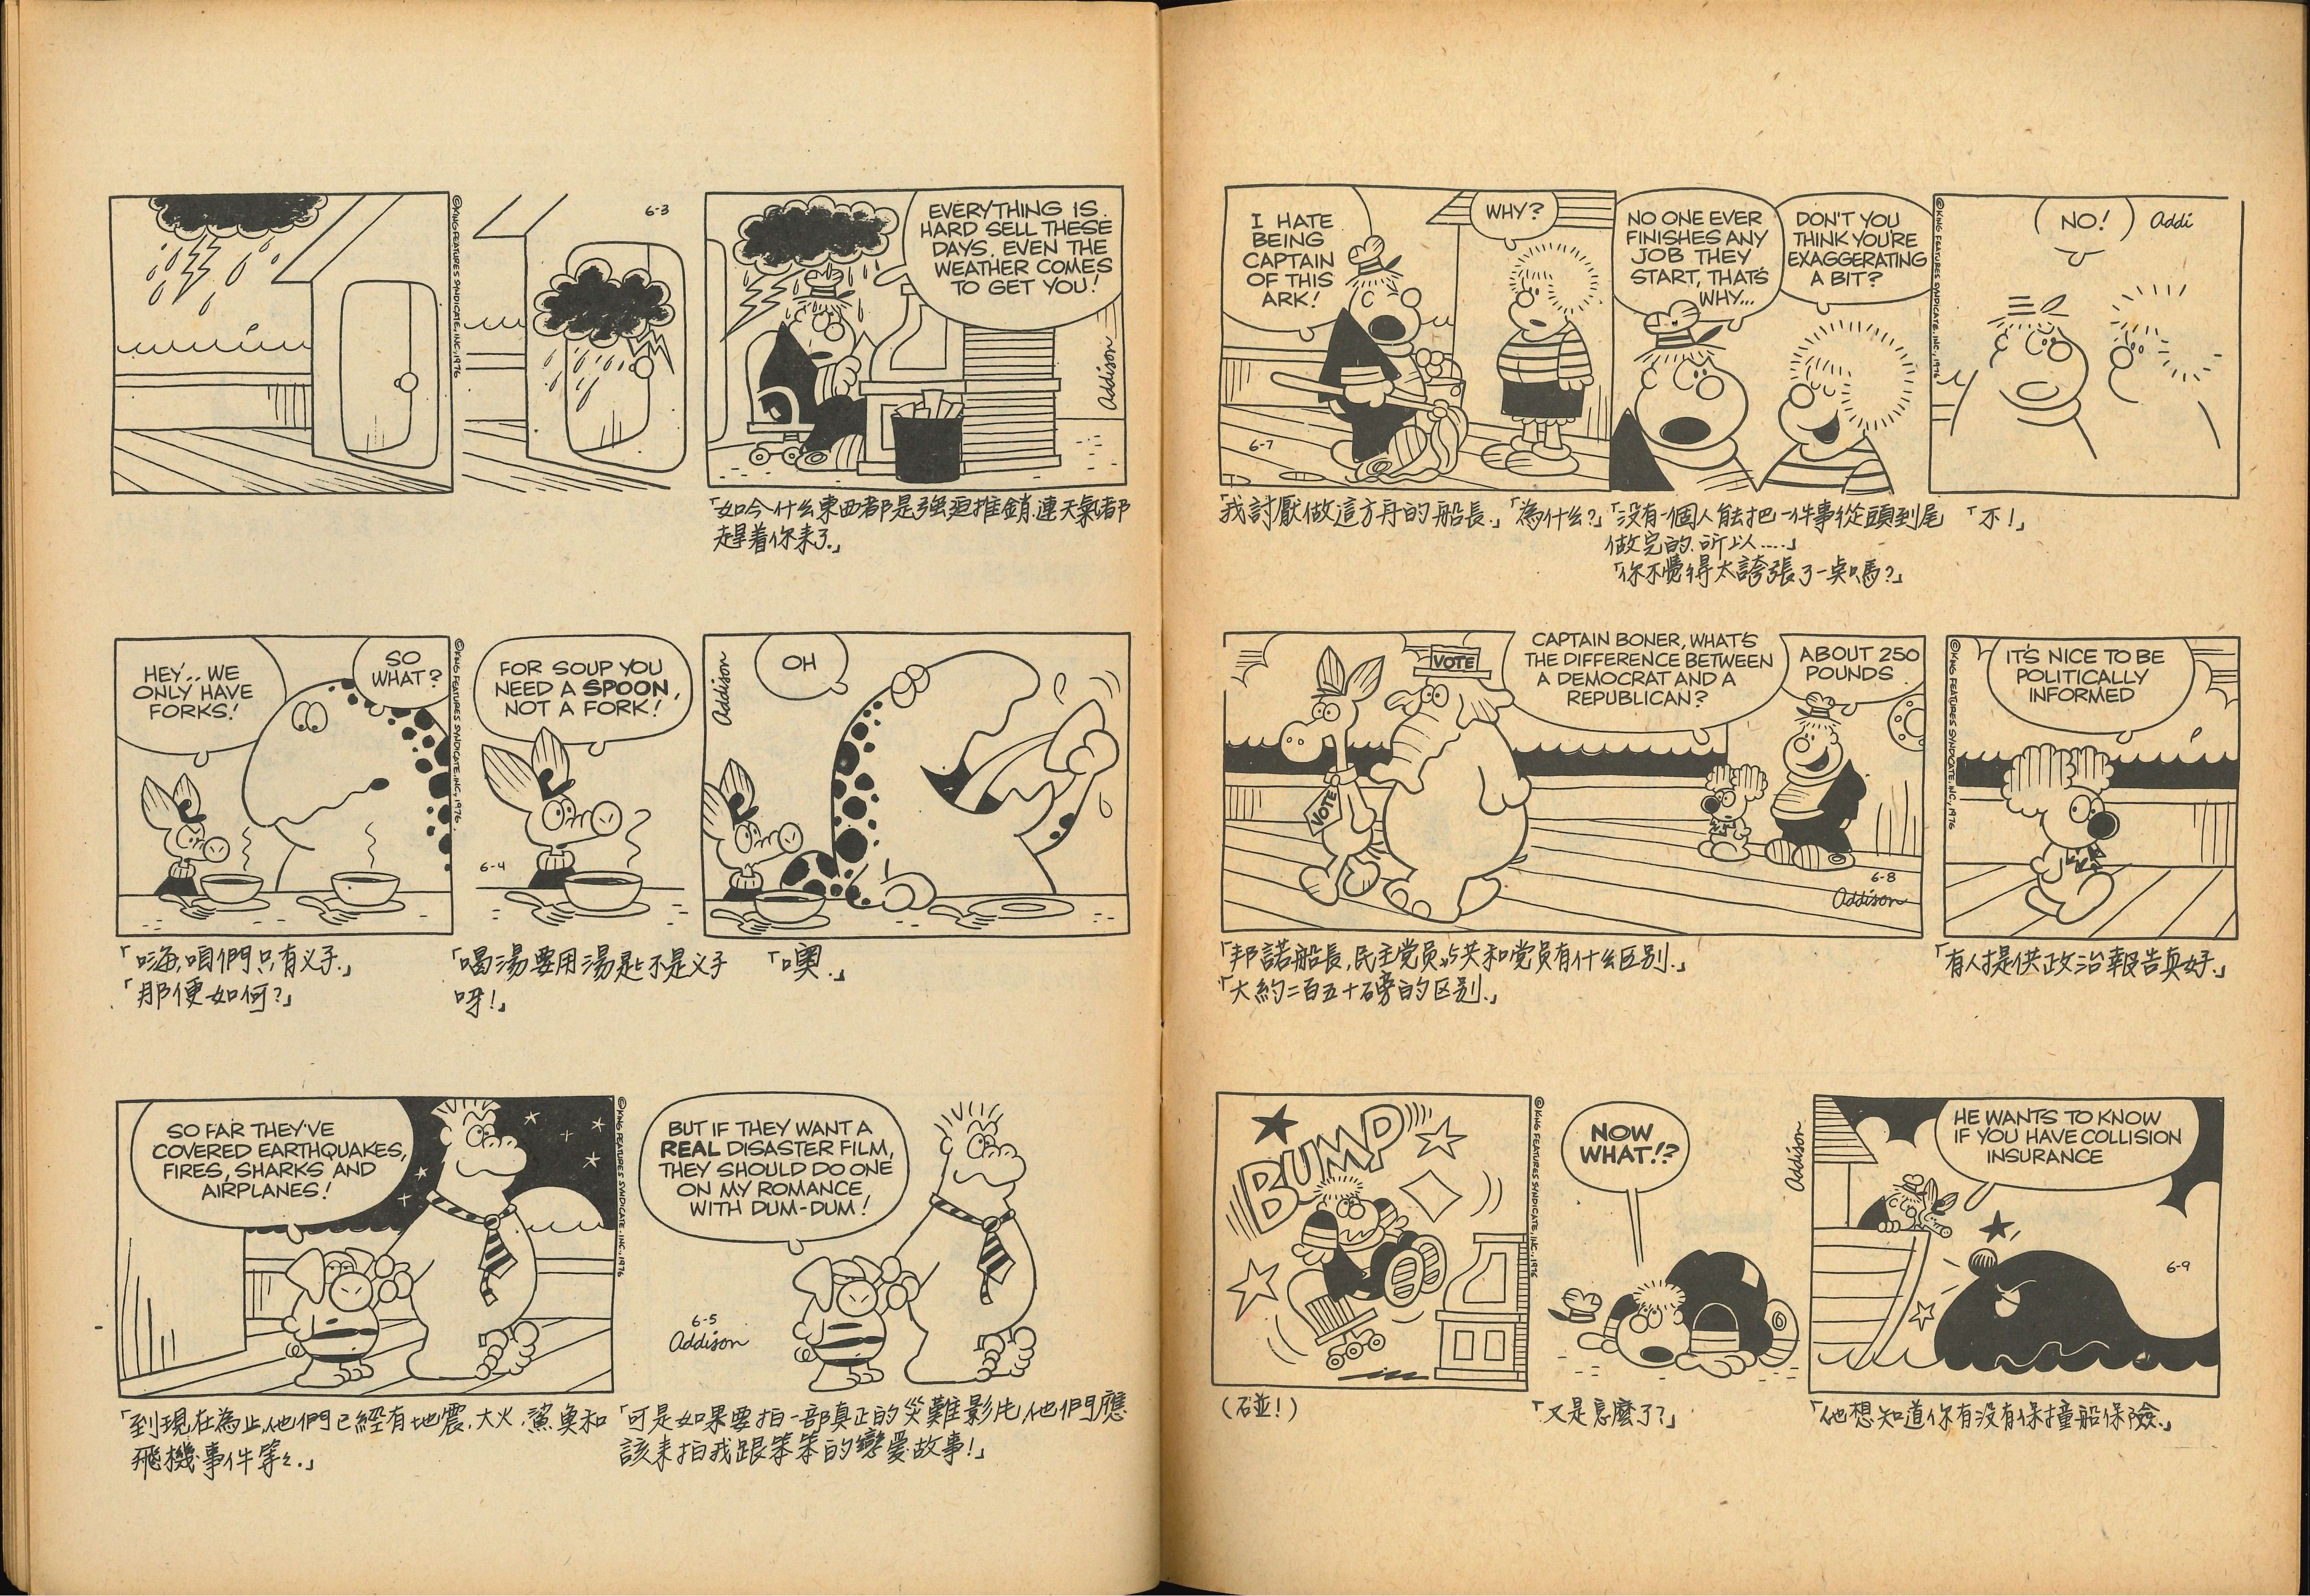 6-3
EVERYTHING IS
HARD SELL THESE
DAYS. EVEN THE
WEATHER COMES
TO GET YOU!
Addison
©KING FEATURES SYNDICATE, INC., 1976
「如今什么東西都是强迫推銷.連天氣都
趕着你来了.」
HEY.. WE
ONLY HAVE
FORKS!
SO
WHAT?
©KING FEATURES SYNDICATE, INC., 1976.
FOR SOUP YOU
NEED A SPOON,
NOT A FORK!
6-4
Addison
OH
「嗨,咱們只有义子.」
「那便如何?」
「喝湯要用湯匙不是义子
呀!」
「噢.」
SO FAR THEY'VE
COVERED EARTHQUAKES,
FIRES, SHARKS AND
AIRPLANES!
©KING FEATURES SYNDICATE, INC., 1976
BUT IF THEY WANT A
REAL DISASTER FILM,
THEY SHOULD DO ONE
ON MY ROMANCE
WITH DUM-DUM!
6-5
Addison
「到現在為止,他們已經有地震.大火.鯊魚和
飛機事件等々.」
「可是如果要拍一部真正的災難影片,他們應
該来拍我跟笨笨的戀愛故事!」
I HATE
BEING
CAPTAIN
OF THIS
ARK!
WHY?
6-7
NO ONE EVER
FINISHES ANY
JOB THEY
START, THAT'S
WHY...
DON'T YOU
THINK YOU'RE
EXAGGERATING
A BIT?
©KING FEATURES SYNDICATE, INC., 1976
NO!
Addi
「我討厭做這方舟的船長.」
「為什么?」
「没有一個人能把一件事從頭到尾
做完的.所以....」
「你不覺得太誇張了一桌嗎?」
「不!」
VOTE
VOTE
CAPTAIN BONER, WHAT'S
THE DIFFERENCE BETWEEN
A DEMOCRAT AND A
REPUBLICAN?
ABOUT 250
POUNDS
6-8
Addison
©KING FEATURES SYNDICATE, INC., 1976
IT'S NICE TO BE
POLITICALLY
INFORMED
「邦諾船長,民主党员与共和党员有什么区别.」
「大約二百五十磅的区别.」
「有人提供政治報告真好.」
BUMP
©KING FEATURES SYNDICATE, INC., 1976
NOW
WHAT!?
Addison
HE WANTS TO KNOW
IF YOU HAVE COLLISION
INSURANCE
6-9
(碰!)
「又是怎麼了?」
「他想知道你有没有保撞船保險.」